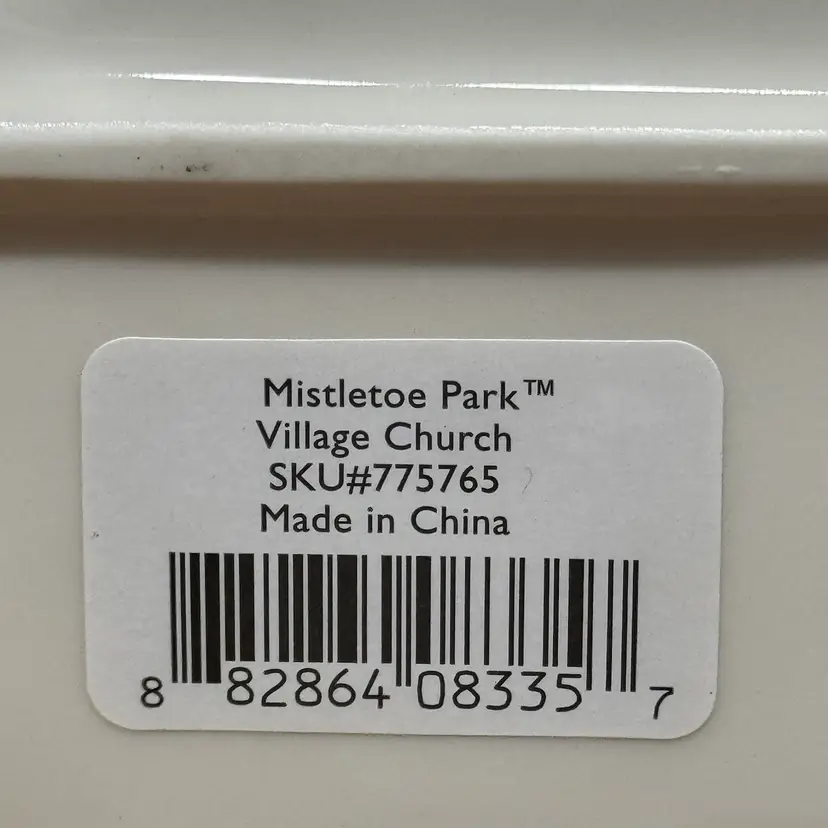 Mistletoe Park™
Village Church
SKU#775765
Made in China
8 82864 08335 7